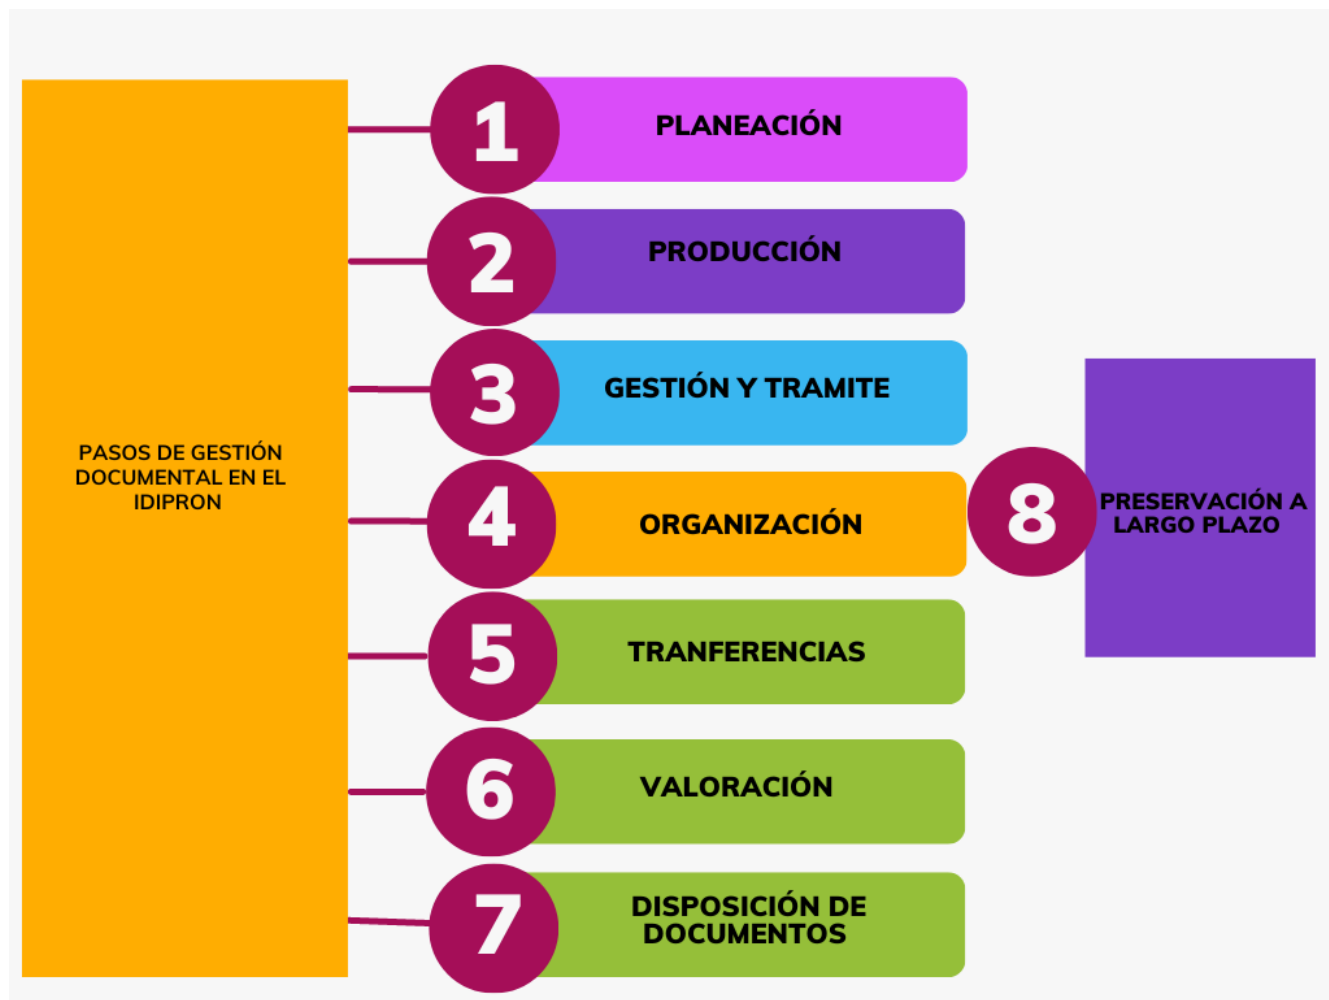 PASOS DE GESTIÓN
DOCUMENTAL EN EL
IDIPRON
1
PLANEACIÓN
2
PRODUCCIÓN
3
GESTIÓN Y TRAMITE
4
ORGANIZACIÓN
5
TRANFERENCIAS
6
VALORACIÓN
7
DISPOSICIÓN DE
DOCUMENTOS
8
PRESERVACIÓN A
LARGO PLAZO